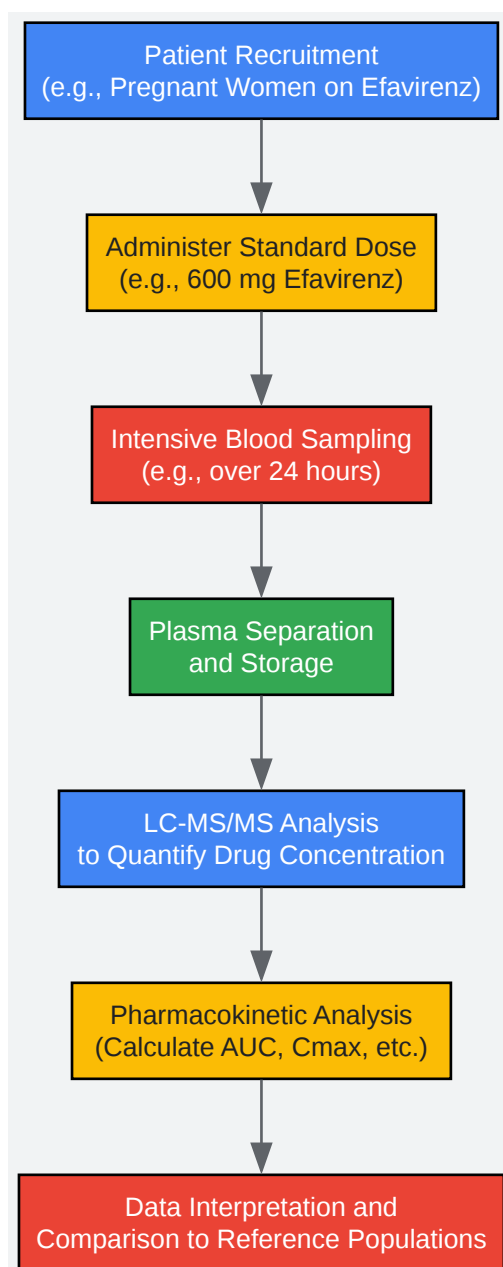 Patient Recruitment
(e.g., Pregnant Women on Efavirenz)
Administer Standard Dose
(e.g., 600 mg Efavirenz)
Intensive Blood Sampling
(e.g., over 24 hours)
Plasma Separation
and Storage
LC-MS/MS Analysis
to Quantify Drug Concentration
Pharmacokinetic Analysis
(Calculate AUC, Cmax, etc.)
Data Interpretation and
Comparison to Reference Populations